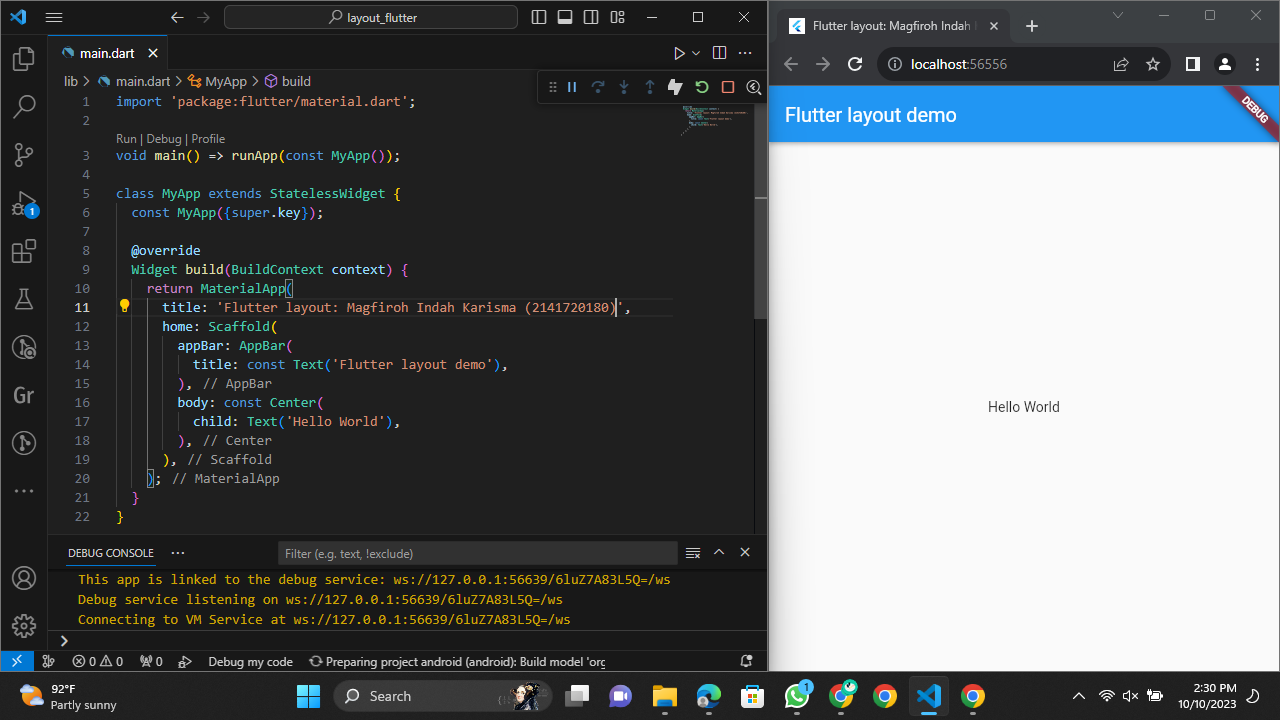 layout_flutter
main.dart
lib > main.dart > MyApp > build
1 import 'package:flutter/material.dart';
2
Run | Debug | Profile
3 void main() => runApp(const MyApp());
4
5 class MyApp extends StatelessWidget {
6 const MyApp({super.key});
7
8 @override
9 Widget build(BuildContext context) {
10 return MaterialApp(
11 title: 'Flutter layout: Magfiroh Indah Karisma (2141720180)',
12 home: Scaffold(
13 appBar: AppBar(
14 title: const Text('Flutter layout demo'),
15 ), // AppBar
16 body: const Center(
17 child: Text('Hello World'),
18 ), // Center
19 ), // Scaffold
20 ); // MaterialApp
21 }
22 }
1
Gr
DEBUG CONSOLE
Filter (e.g. text, !exclude)
This app is linked to the debug service: ws://127.0.0.1:56639/6luZ7A83L5Q=/ws
Debug service listening on ws://127.0.0.1:56639/6luZ7A83L5Q=/ws
Connecting to VM Service at ws://127.0.0.1:56639/6luZ7A83L5Q=/ws
0 0 0 Debug my code Preparing project android (android): Build model 'org
Flutter layout: Magfiroh Indah
localhost:56556
Flutter layout demo
DEBUG
Hello World
92°F
Partly sunny
Search
1
2:30 PM
10/10/2023